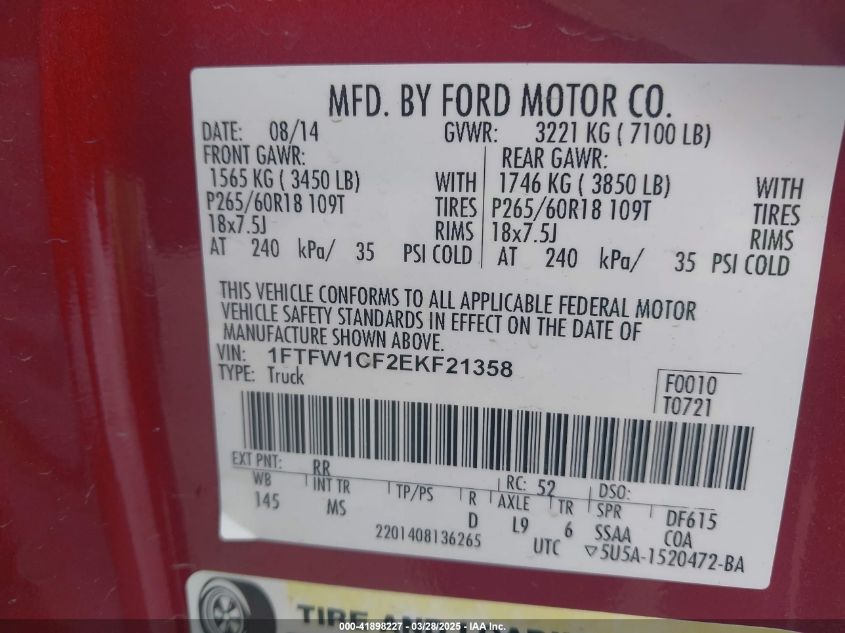 MFD. BY FORD MOTOR CO.
DATE: 08/14 GVWR: 3221 KG ( 7100 LB)
FRONT GAWR: REAR GAWR:
1565 KG ( 3450 LB) WITH 1746 KG ( 3850 LB) WITH
P265/60R18 109T TIRES P265/60R18 109T TIRES
18x7.5J RIMS 18x7.5J RIMS
AT 240 kPa/ 35 PSI COLD AT 240 kPa/ 35 PSI COLD
THIS VEHICLE CONFORMS TO ALL APPLICABLE FEDERAL MOTOR
VEHICLE SAFETY STANDARDS IN EFFECT ON THE DATE OF
MANUFACTURE SHOWN ABOVE.
VIN: 1FTFW1CF2EKF21358
TYPE: Truck
F0010
T0721
EXT PNT: RR RC: 52 DSO:
WB INT TR TP/PS R AXLE TR SPR DF615
145 MS D L9 6 SSAA COA
2201408136265 UTC ▽5U5A-1520472-BA
TIRE
000-41898227 - 03/28/2025 - IAAI.com